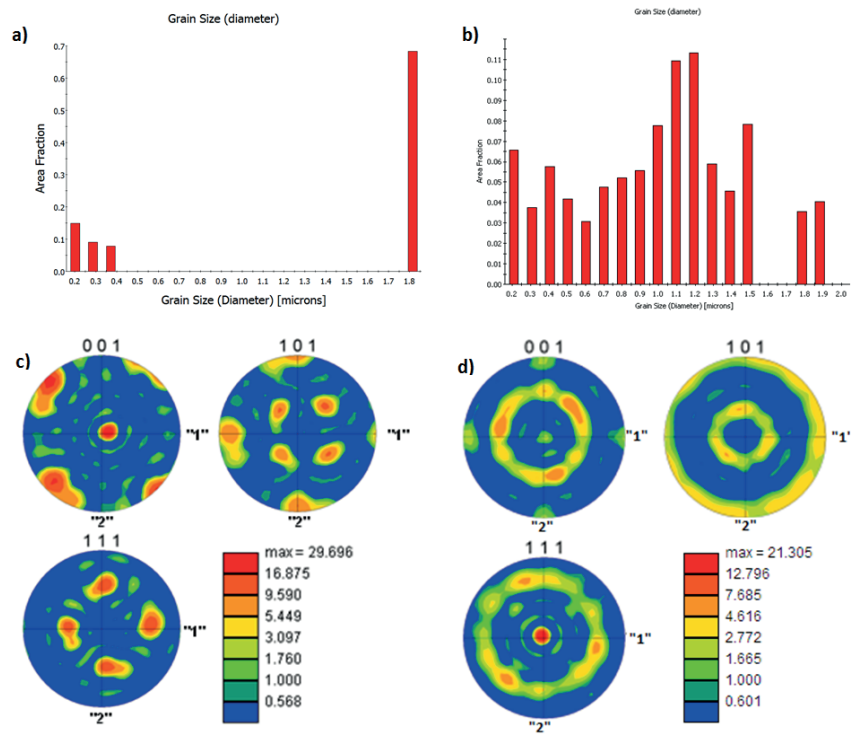 a)
Grain Size (diameter)
Area Fraction
0.7
0.6
0.5
0.4
0.3
0.2
0.1
0.0
0.2 0.3 0.4 0.5 0.6 0.7 0.8 0.9 1.0 1.1 1.2 1.3 1.4 1.5 1.6 1.7 1.8
Grain Size (Diameter) [microns]
b)
Grain Size (diameter)
Area Fraction
0.11
0.10
0.09
0.08
0.07
0.06
0.05
0.04
0.03
0.02
0.01
0.00
0.2 0.3 0.4 0.5 0.6 0.7 0.8 0.9 1.0 1.1 1.2 1.3 1.4 1.5 1.6 1.7 1.8 1.9 2.0
Grain Size (Diameter) [microns]
c)
0 0 1
"1"
"2"
1 0 1
"1"
"2"
1 1 1
"1"
"2"
max = 29.696
16.875
9.590
5.449
3.097
1.760
1.000
0.568
d)
0 0 1
"1"
"2"
1 0 1
"1"
"2"
1 1 1
"1"
"2"
max = 21.305
12.796
7.685
4.616
2.772
1.665
1.000
0.601